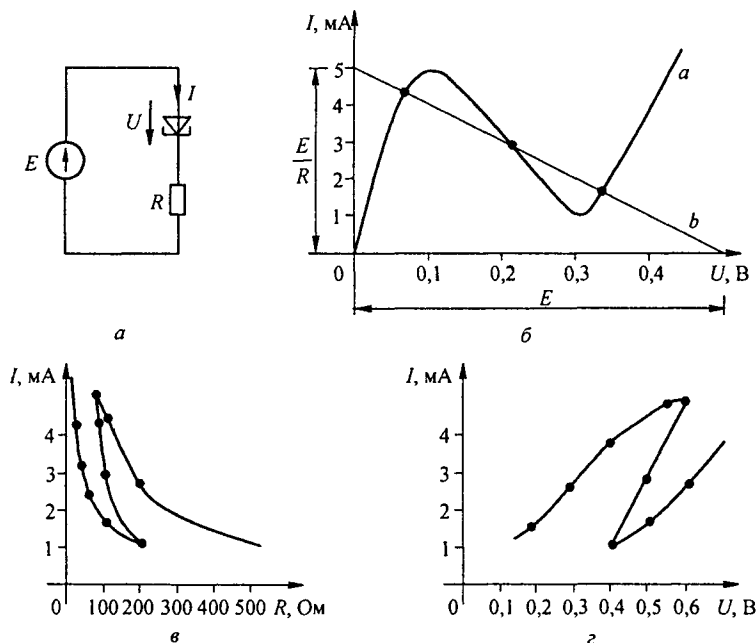 E
U
I
R
а
I, мА
5
4
3
2
1
0
E/R
a
b
0,1 0,2 0,3 0,4 U, В
E
б
I, мА
4
3
2
1
0 100 200 300 400 500 R, Ом
в
I, мА
4
3
2
1
0 0,1 0,2 0,3 0,4 0,5 0,6 U, В
г